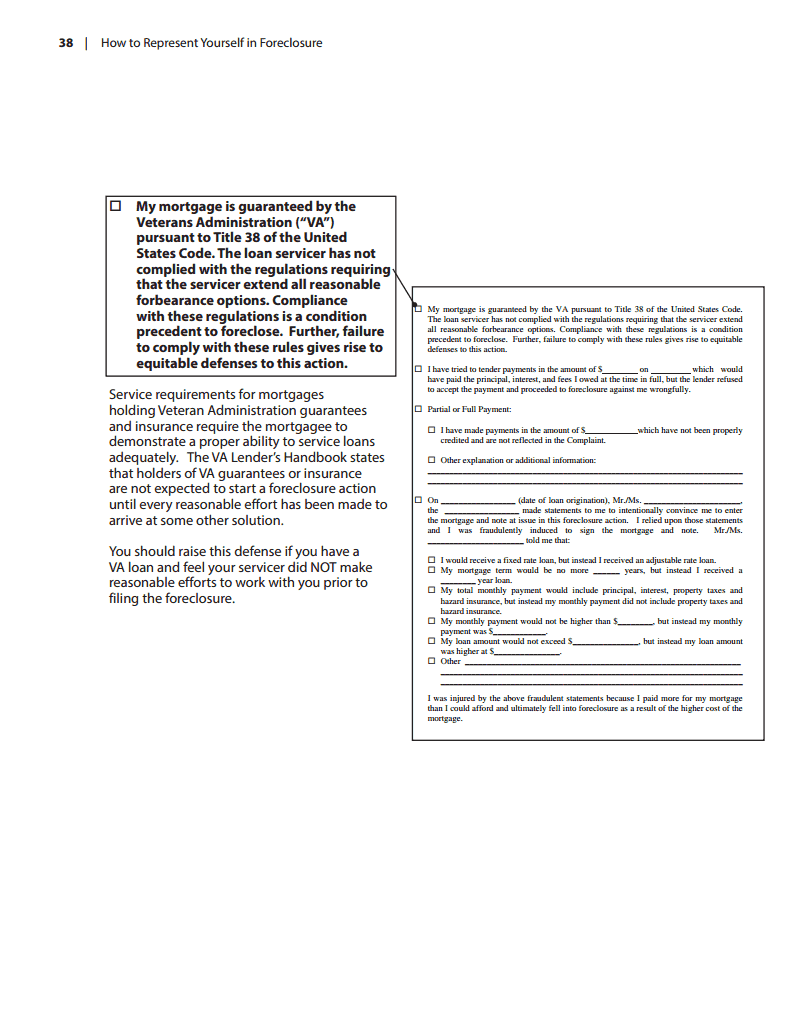 38 | How to Represent Yourself in Foreclosure
☐ My mortgage is guaranteed by the
Veterans Administration (“VA”)
pursuant to Title 38 of the United
States Code. The loan servicer has not
complied with the regulations requiring
that the servicer extend all reasonable
forbearance options. Compliance
with these regulations is a condition
precedent to foreclose. Further, failure
to comply with these rules gives rise to
equitable defenses to this action.
Service requirements for mortgages
holding Veteran Administration guarantees
and insurance require the mortgagee to
demonstrate a proper ability to service loans
adequately. The VA Lender’s Handbook states
that holders of VA guarantees or insurance
are not expected to start a foreclosure action
until every reasonable effort has been made to
arrive at some other solution.
You should raise this defense if you have a
VA loan and feel your servicer did NOT make
reasonable efforts to work with you prior to
filing the foreclosure.
☐ My mortgage is guaranteed by the VA pursuant to Title 38 of the United States Code.
The loan servicer has not complied with the regulations requiring that the servicer extend
all reasonable forbearance options. Compliance with these regulations is a condition
precedent to foreclose. Further, failure to comply with these rules gives rise to equitable
defenses to this action.
☐ I have tried to tender payments in the amount of $________ on ________ which would
have paid the principal, interest, and fees I owed at the time in full, but the lender refused
to accept the payment and proceeded to foreclosure against me wrongfully.
☐ Partial or Full Payment:
☐ I have made payments in the amount of $____________which have not been properly
credited and are not reflected in the Complaint.
☐ Other explanation or additional information:
☐ On ________________ (date of loan origination), Mr./Ms. ____________________,
the ________________ made statements to me to intentionally convince me to enter
the mortgage and note at issue in this foreclosure action. I relied upon those statements
and I was fraudulently induced to sign the mortgage and note. Mr./Ms.
____________________ told me that:
☐ I would receive a fixed rate loan, but instead I received an adjustable rate loan.
☐ My mortgage term would be no more ______ years, but instead I received a
________ year loan.
☐ My total monthly payment would include principal, interest, property taxes and
hazard insurance, but instead my monthly payment did not include property taxes and
hazard insurance.
☐ My monthly payment would not be higher than $________, but instead my monthly
payment was $____________.
☐ My loan amount would not exceed $______________, but instead my loan amount
was higher at $______________.
☐ Other ____________________
I was injured by the above fraudulent statements because I paid more for my mortgage
than I could afford and ultimately fell into foreclosure as a result of the higher cost of the
mortgage.